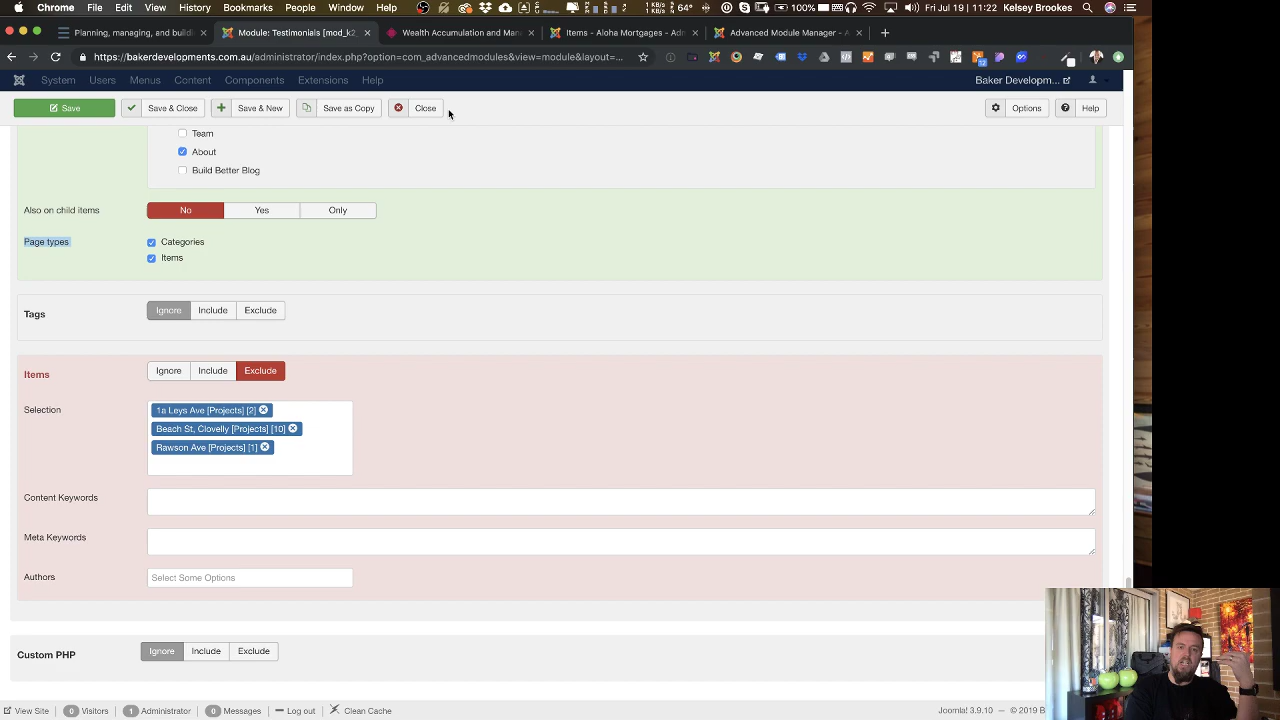 Bookmarks Help 1 KB/s 64° 100% Fri Jul 19 11:22 Kelsey Brookes
Chrome File Edit View History
Planning, managing, and buildi × Module: Testimonials [mod_k2_ × Wealth Accumulation and Man × Items - Aloha Mortgages - Adm × Advanced Module Manager - A × +
https://bakerdevelopments.com.au/administrator/index.php?option=com_advancedmodules&view=module&layout=...
System Users Menus Content Components Extensions Help Baker Developm...
Save Save & Close Save & New Save as Copy Close Options Help
Team
About
Build Better Blog
Also on child items No Yes Only
Page types Categories
Items
Tags Ignore Include Exclude
Items Ignore Include Exclude
Selection 1a Leys Ave [Projects] [2]
Beach St, Clovelly [Projects] [10]
Rawson Ave [Projects] [1]
Content Keywords
Meta Keywords
Authors Select Some Options
Custom PHP Ignore Include Exclude
View Site 0 Visitors 1 Administrator 0 Messages Log out Clean Cache Joomla! 3.9.10 — © 2019 B